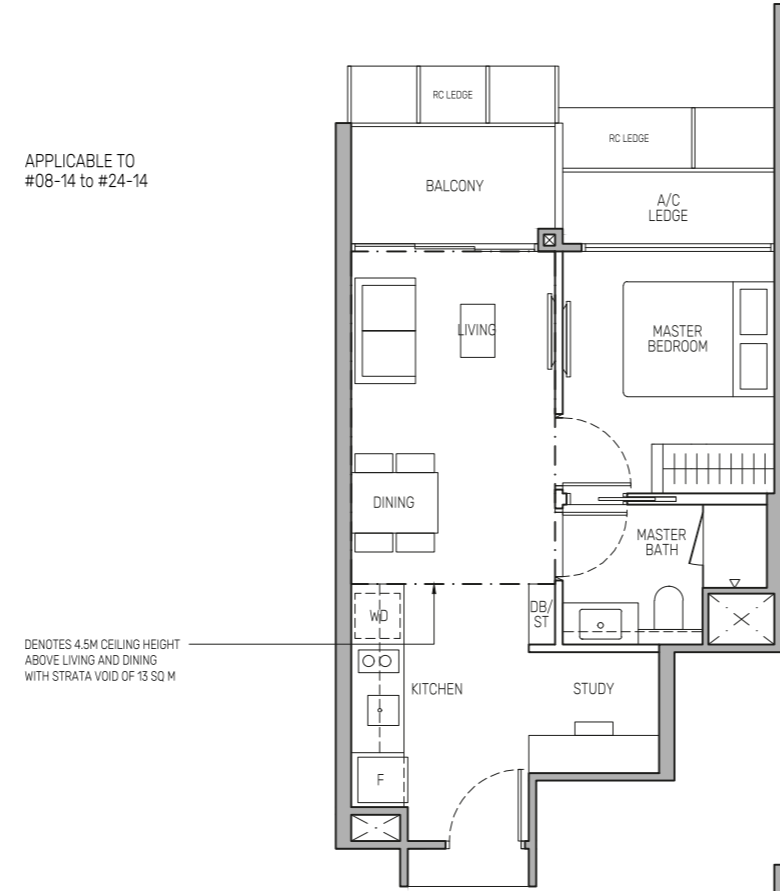 RC LEDGE
RC LEDGE
APPLICABLE TO
#08-14 to #24-14
BALCONY
A/C
LEDGE
LIVING
MASTER
BEDROOM
DINING
MASTER
BATH
WD
DB/
ST
DENOTES 4.5M CEILING HEIGHT
ABOVE LIVING AND DINING
WITH STRATA VOID OF 13 SQ M
KITCHEN
STUDY
F